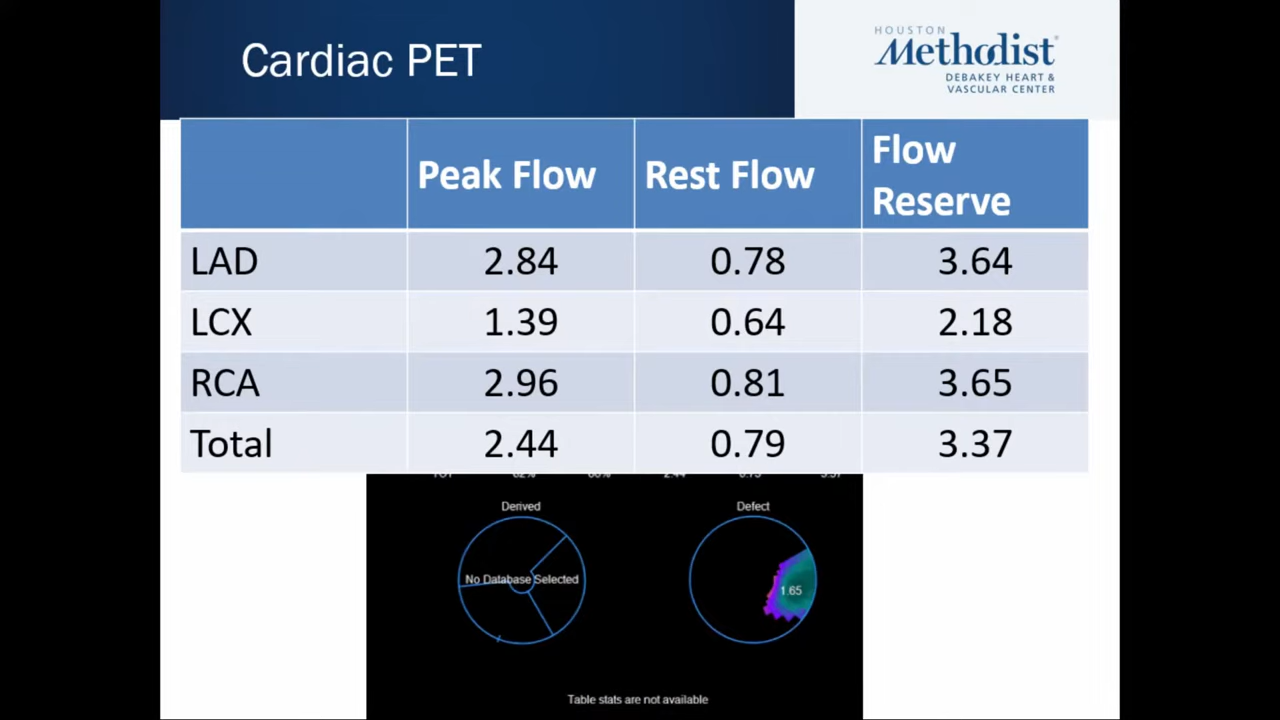 Cardiac PET
HOUSTON
Methodist®
DEBAKEY HEART &
VASCULAR CENTER
Peak Flow Rest Flow Flow Reserve
LAD 2.84 0.78 3.64
LCX 1.39 0.64 2.18
RCA 2.96 0.81 3.65
Total 2.44 0.79 3.37
Derived Defect
No Database Selected
1.65
Table stats are not available